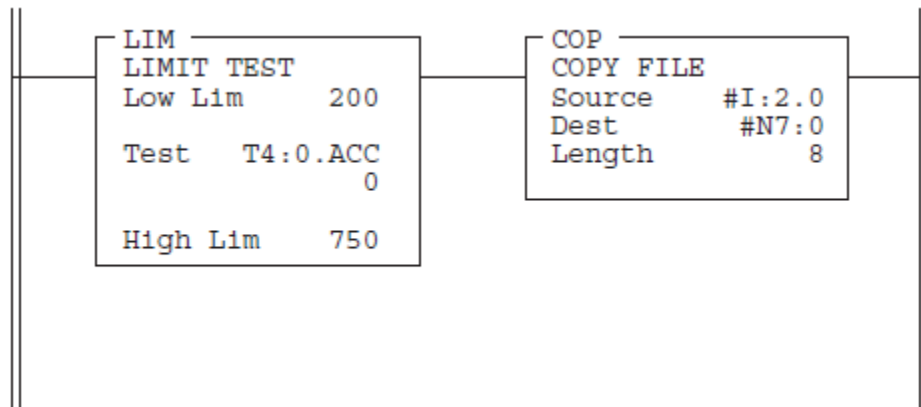 LIM
LIMIT TEST
Low Lim 200
Test T4:0.ACC
0
High Lim 750
COP
COPY FILE
Source #I:2.0
Dest #N7:0
Length 8